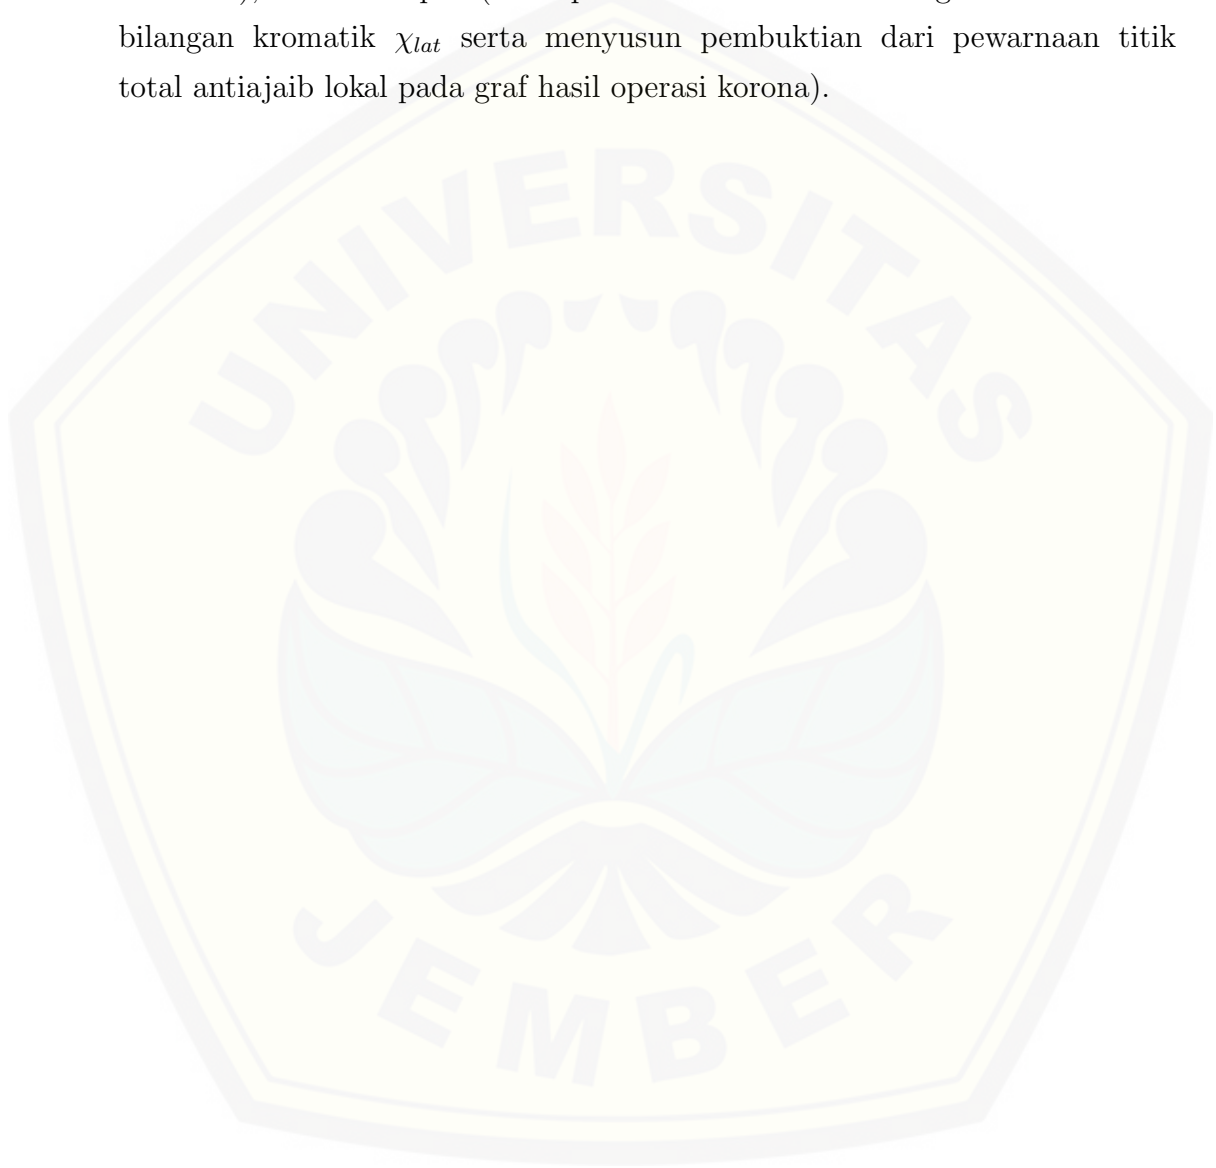 bilangan kromatik χ_lat serta menyusun pembuktian dari pewarnaan titik
total antiajaib lokal pada graf hasil operasi korona).
UNIVERSITAS
JEMBER